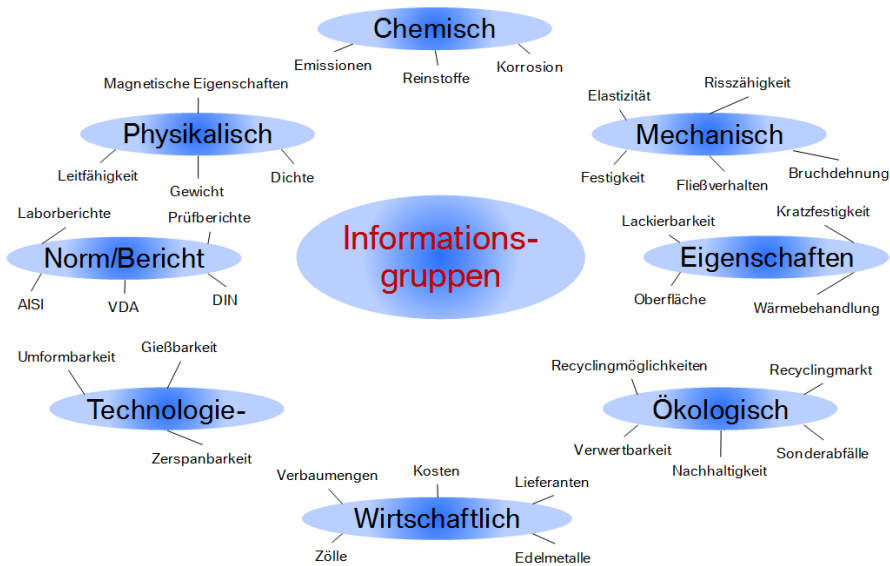 Chemisch
Emissionen
Reinstoffe
Korrosion
Magnetische Eigenschaften
Physikalisch
Leitfähigkeit
Gewicht
Dichte
Risszähigkeit
Elastizität
Mechanisch
Festigkeit
Fließverhalten
Bruchdehnung
Laborberichte
Prüfberichte
Norm/Bericht
AISI
VDA
DIN
Informations-
gruppen
Kratzfestigkeit
Lackierbarkeit
Eigenschaften
Oberfläche
Wärmebehandlung
Umformbarkeit
Gießbarkeit
Technologie-
Zerspanbarkeit
Recyclingmöglichkeiten
Recyclingmarkt
Ökologisch
Verwertbarkeit
Nachhaltigkeit
Sonderabfälle
Verbaumengen
Kosten
Lieferanten
Wirtschaftlich
Zölle
Edelmetalle